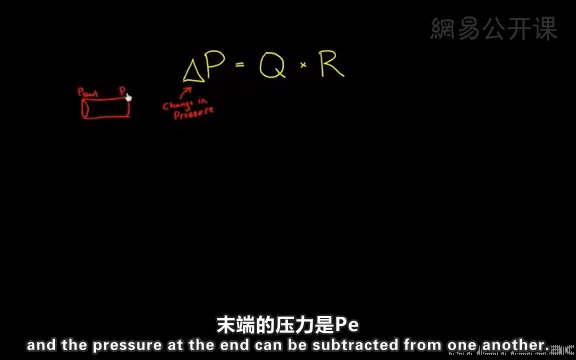 網易公开课
ΔP = Q × R
Pstart P
Change in
Pressure
末端的压力是Pe
and the pressure at the end can be subtracted from one another.